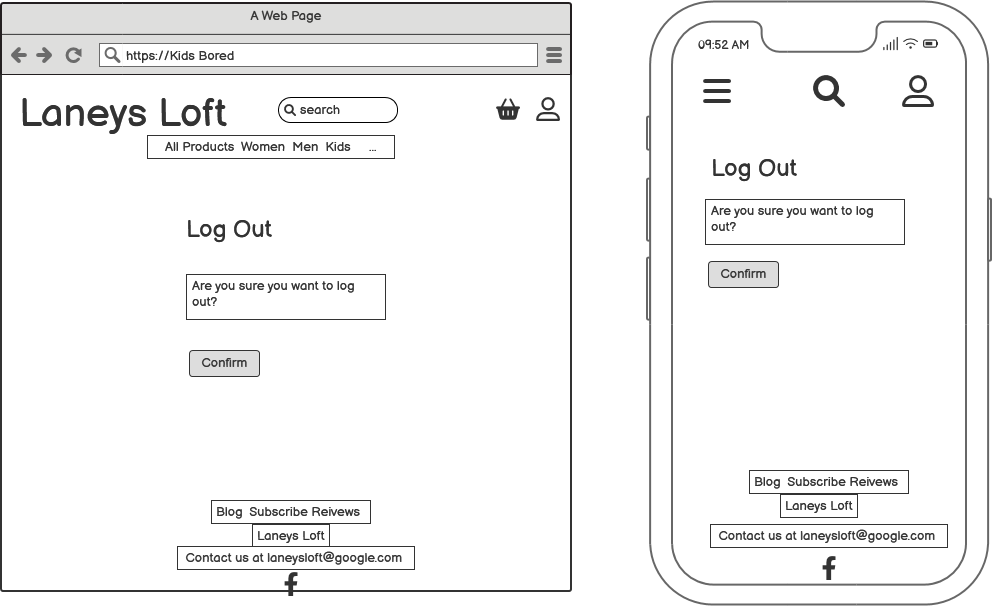 A Web Page
https://Kids Bored
Laneys Loft
search
All Products Women Men Kids ...
Log Out
Are you sure you want to log
out?
Confirm
Blog Subscribe Reivews
Laneys Loft
Contact us at laneysloft@google.com
09:52 AM
Log Out
Are you sure you want to log
out?
Confirm
Blog Subscribe Reivews
Laneys Loft
Contact us at laneysloft@google.com